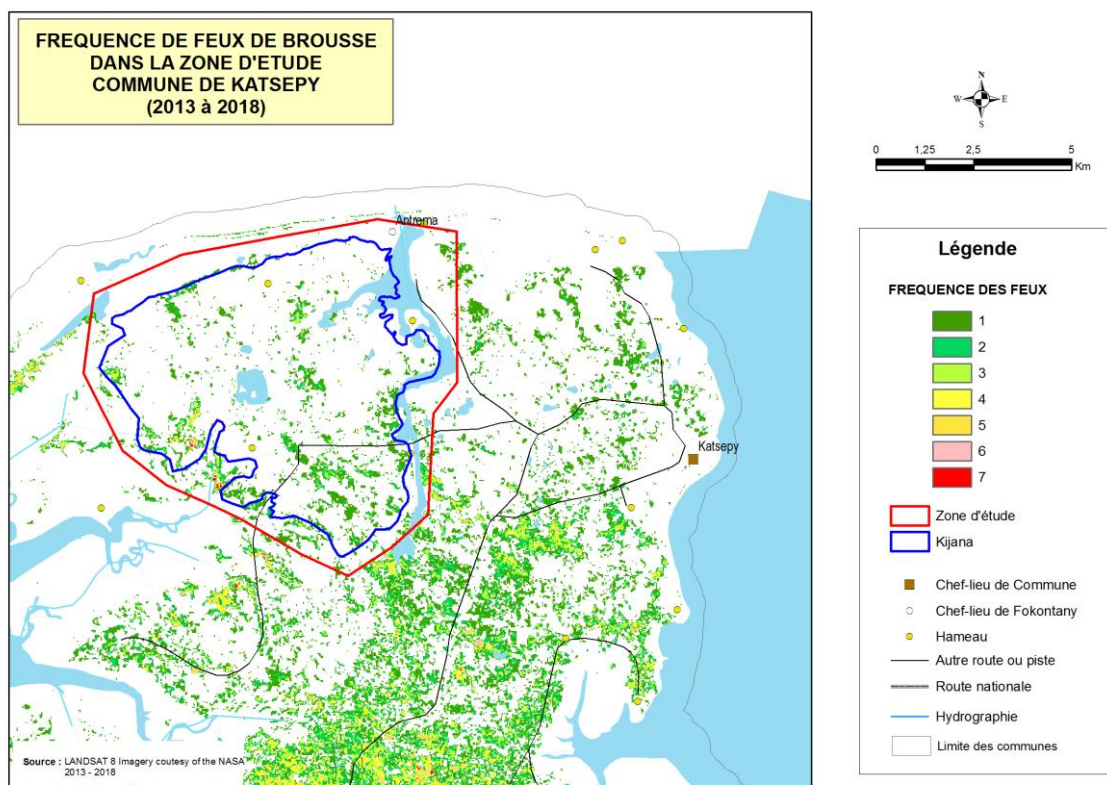 FREQUENCE DE FEUX DE BROUSSE
DANS LA ZONE D'ETUDE
COMMUNE DE KATSEPY
(2013 à 2018)
N
W
E
S
0
1,25
2,5
5
Km
Antrema
Katsepy
Légende
FREQUENCE DES FEUX
1
2
3
4
5
6
7
Zone d'étude
Kijana
Chef-lieu de Commune
Chef-lieu de Fokontany
Hameau
Autre route ou piste
Route nationale
Hydrographie
Limite des communes
Source : LANDSAT 8 Imagery coutesy of the NASA
2013 - 2018